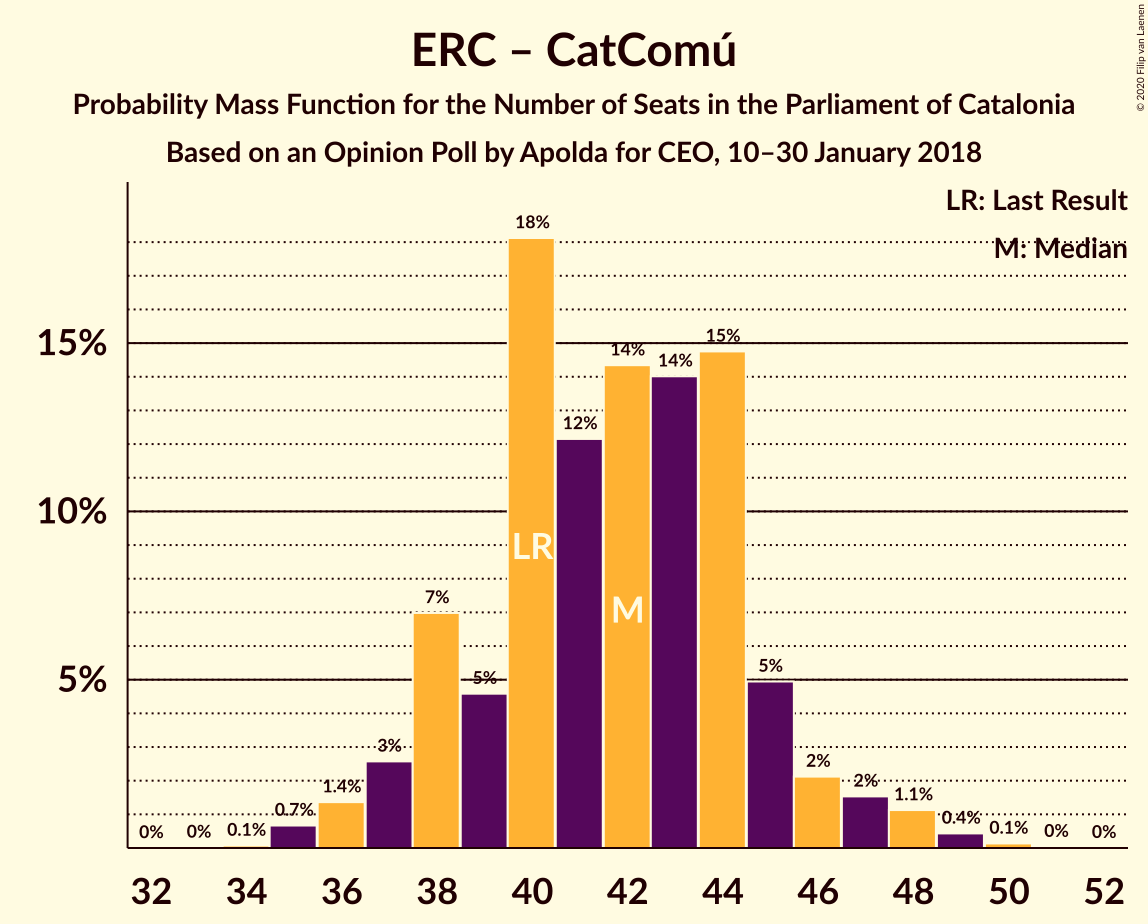 ERC – CatComú
Probability Mass Function for the Number of Seats in the Parliament of Catalonia
Based on an Opinion Poll by Apolda for CEO, 10–30 January 2018
© 2020 Filip van Laenen
LR: Last Result
M: Median
15%
10%
5%
0%
0%
0.1%
0.7%
1.4%
3%
7%
5%
18%
12%
14%
14%
15%
5%
2%
2%
1.1%
0.4%
0.1%
0%
0%
LR
M
32 34 36 38 40 42 44 46 48 50 52